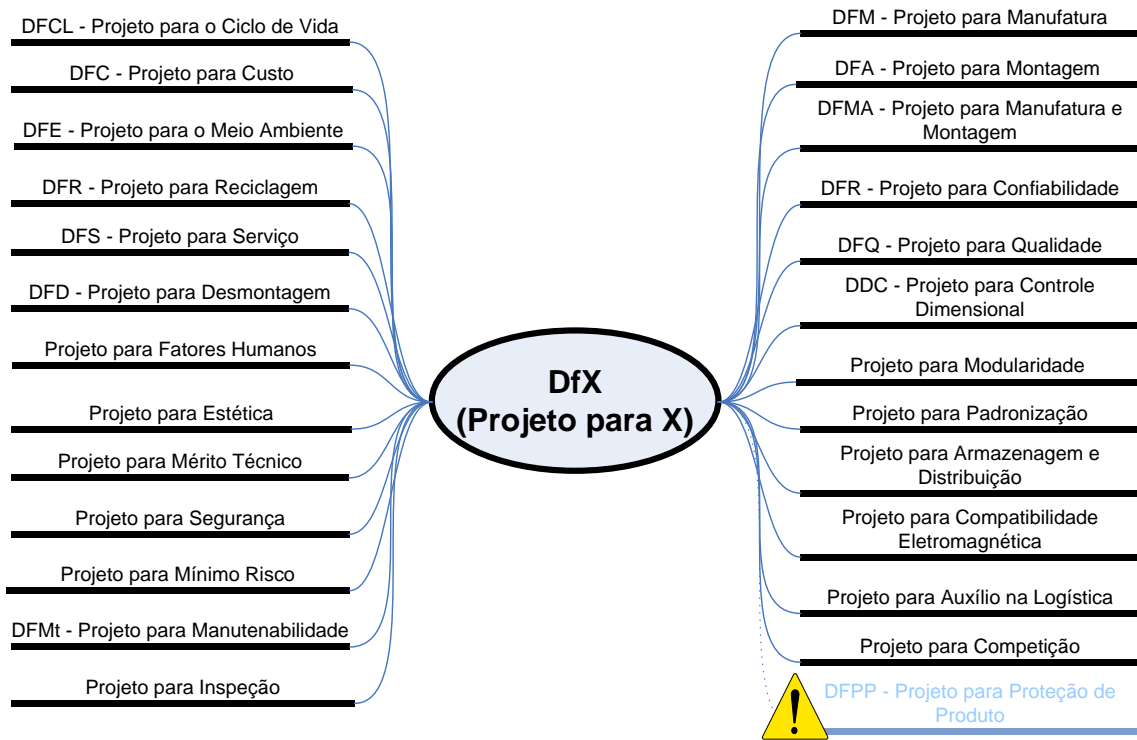 DFCL - Projeto para o Ciclo de Vida
DFC - Projeto para Custo
DFE - Projeto para o Meio Ambiente
DFR - Projeto para Reciclagem
DFS - Projeto para Serviço
DFD - Projeto para Desmontagem
Projeto para Fatores Humanos
Projeto para Estética
Projeto para Mérito Técnico
Projeto para Segurança
Projeto para Mínimo Risco
DFMt - Projeto para Manutenabilidade
Projeto para Inspeção
DfX
(Projeto para X)
DFM - Projeto para Manufatura
DFA - Projeto para Montagem
DFMA - Projeto para Manufatura e
Montagem
DFR - Projeto para Confiabilidade
DFQ - Projeto para Qualidade
DDC - Projeto para Controle
Dimensional
Projeto para Modularidade
Projeto para Padronização
Projeto para Armazenagem e
Distribuição
Projeto para Compatibilidade
Eletromagnética
Projeto para Auxílio na Logística
Projeto para Competição
DFPP - Projeto para Proteção de
Produto